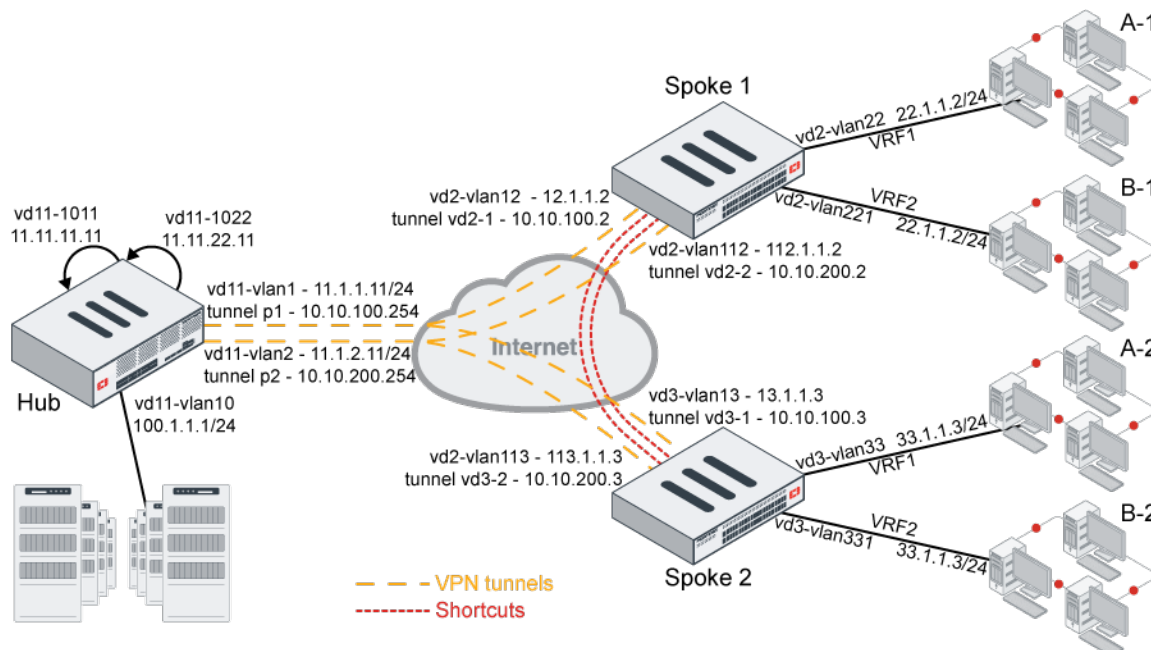 A-1
Spoke 1
vd2-vlan22 22.1.1.2/24
VRF1
vd2-vlan12 - 12.1.1.2
tunnel vd2-1 - 10.10.100.2
VRF2
vd2-vlan221 22.1.1.2/24
B-1
vd11-1011
11.11.11.11
vd11-1022
11.11.22.11
vd2-vlan112 - 112.1.1.2
tunnel vd2-2 - 10.10.200.2
vd11-vlan1 - 11.1.1.11/24
tunnel p1 - 10.10.100.254
Internet
vd11-vlan2 - 11.1.2.11/24
tunnel p2 - 10.10.200.254
Hub
vd11-vlan10
100.1.1.1/24
A-2
vd3-vlan13 - 13.1.1.3
tunnel vd3-1 - 10.10.100.3
vd3-vlan33 33.1.1.3/24
VRF1
vd2-vlan113 - 113.1.1.3
tunnel vd3-2 - 10.10.200.3
VRF2
vd3-vlan331 33.1.1.3/24
B-2
Spoke 2
VPN tunnels
Shortcuts